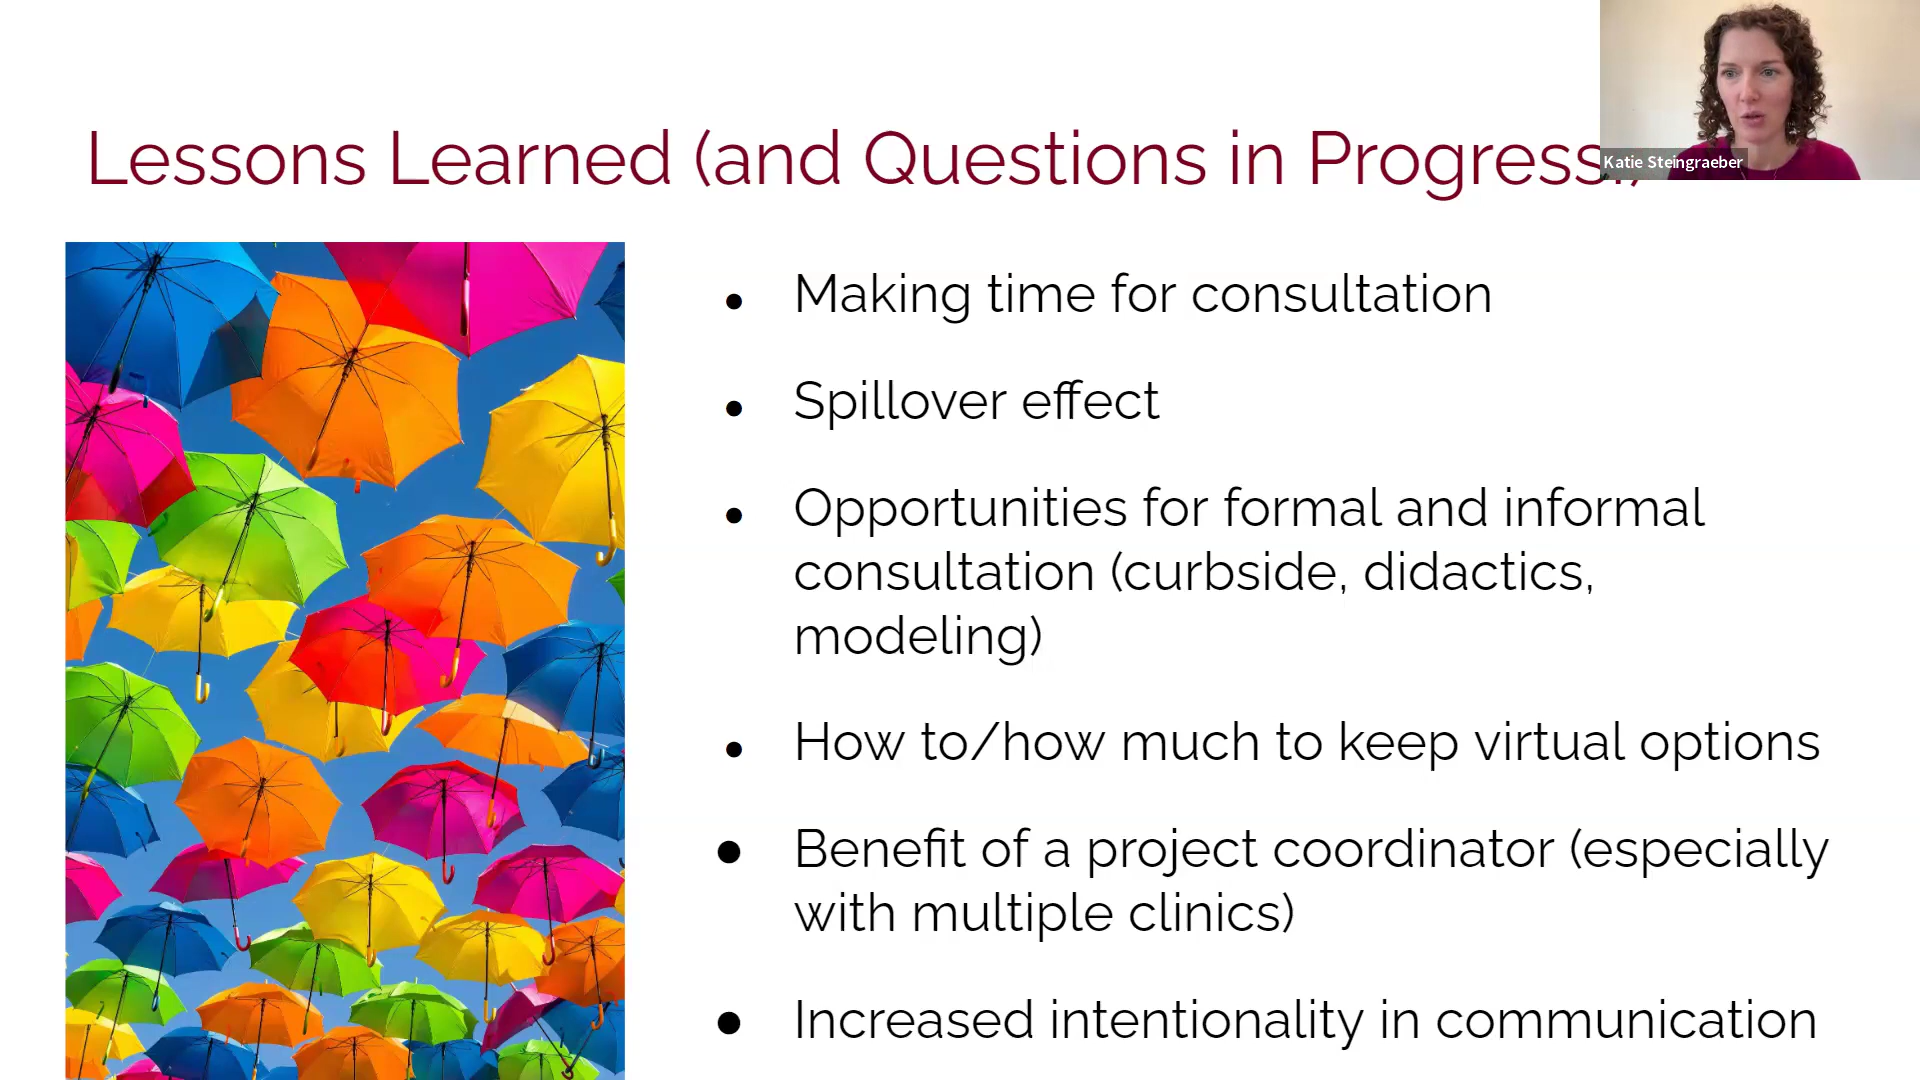 Lessons Learned (and Questions in Progress
Katie Steingraeber
• Making time for consultation
• Spillover effect
• Opportunities for formal and informal
consultation (curbside, didactics,
modeling)
• How to/how much to keep virtual options
• Benefit of a project coordinator (especially
with multiple clinics)
• Increased intentionality in communication